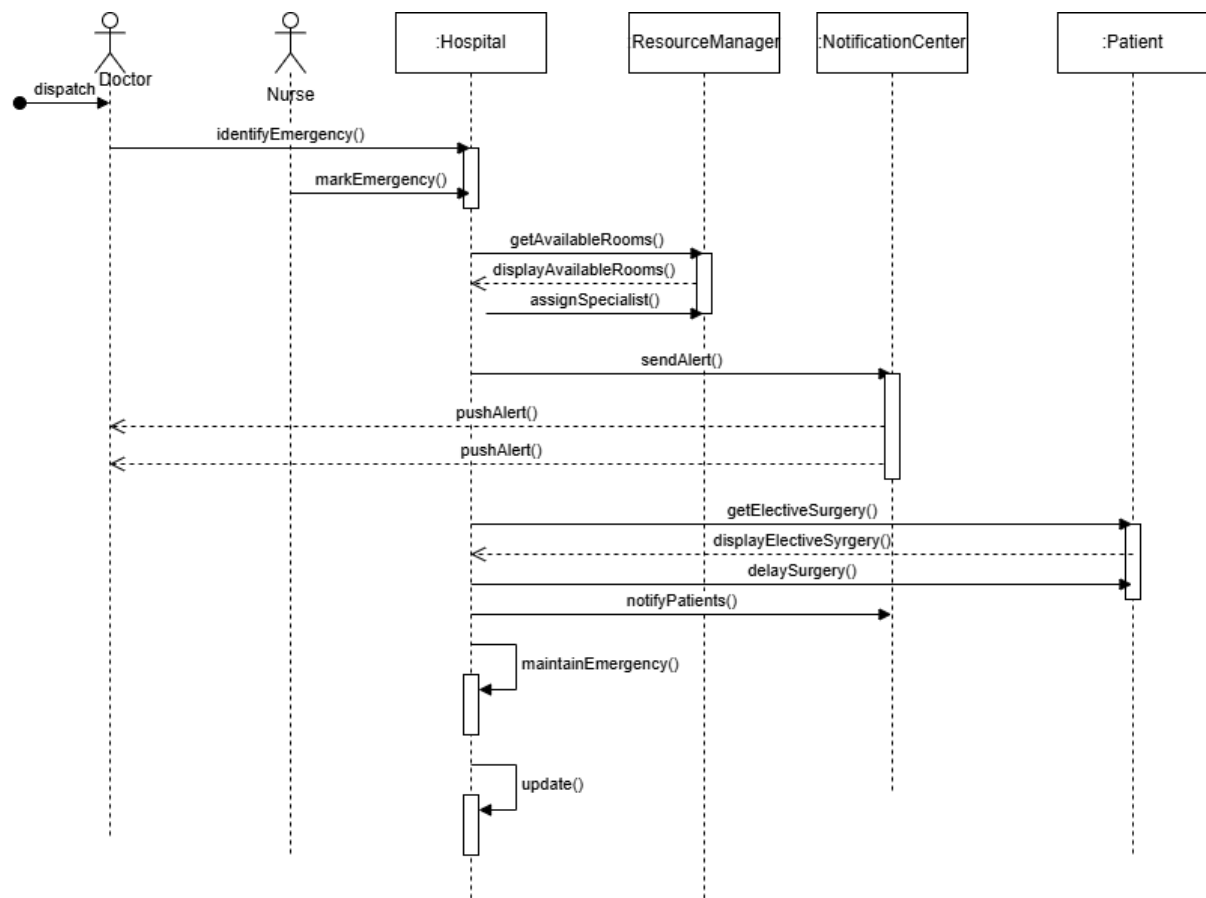 :Hospital
:ResourceManager
:NotificationCenter
:Patient
Doctor
Nurse
dispatch
identifyEmergency()
markEmergency()
getAvailableRooms()
displayAvailableRooms()
assignSpecialist()
sendAlert()
pushAlert()
pushAlert()
getElectiveSurgery()
displayElectiveSyrgery()
delaySurgery()
notifyPatients()
maintainEmergency()
update()